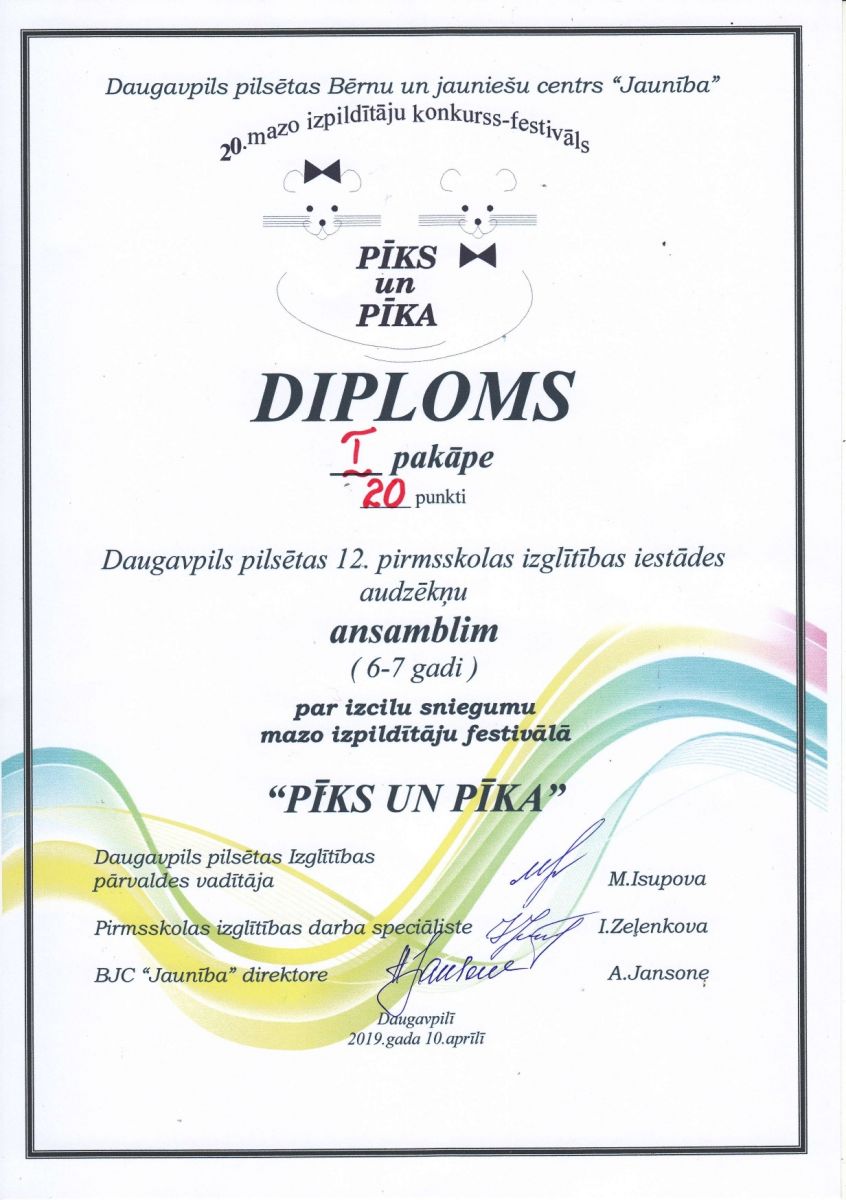 Daugavpils pilsētas Bērnu un jauniešu centrs “Jaunība”
20.mazo izpildītāju konkurss-festivāls
PĪKS
un
PĪKA
DIPLOMS
I pakāpe
20 punkti
Daugavpils pilsētas 12. pirmsskolas izglītības iestādes
audzēkņu
ansamblim
( 6-7 gadi )
par izcilu sniegumu
mazo izpildītāju festivālā
“PĪKS UN PĪKA”
Daugavpils pilsētas Izglītības
pārvaldes vadītāja M.Isupova
Pirmsskolas izglītības darba speciāliste I.Zeļenkova
BJC “Jaunība” direktore A.Jansone
Daugavpilī
2019.gada 10.aprīlī